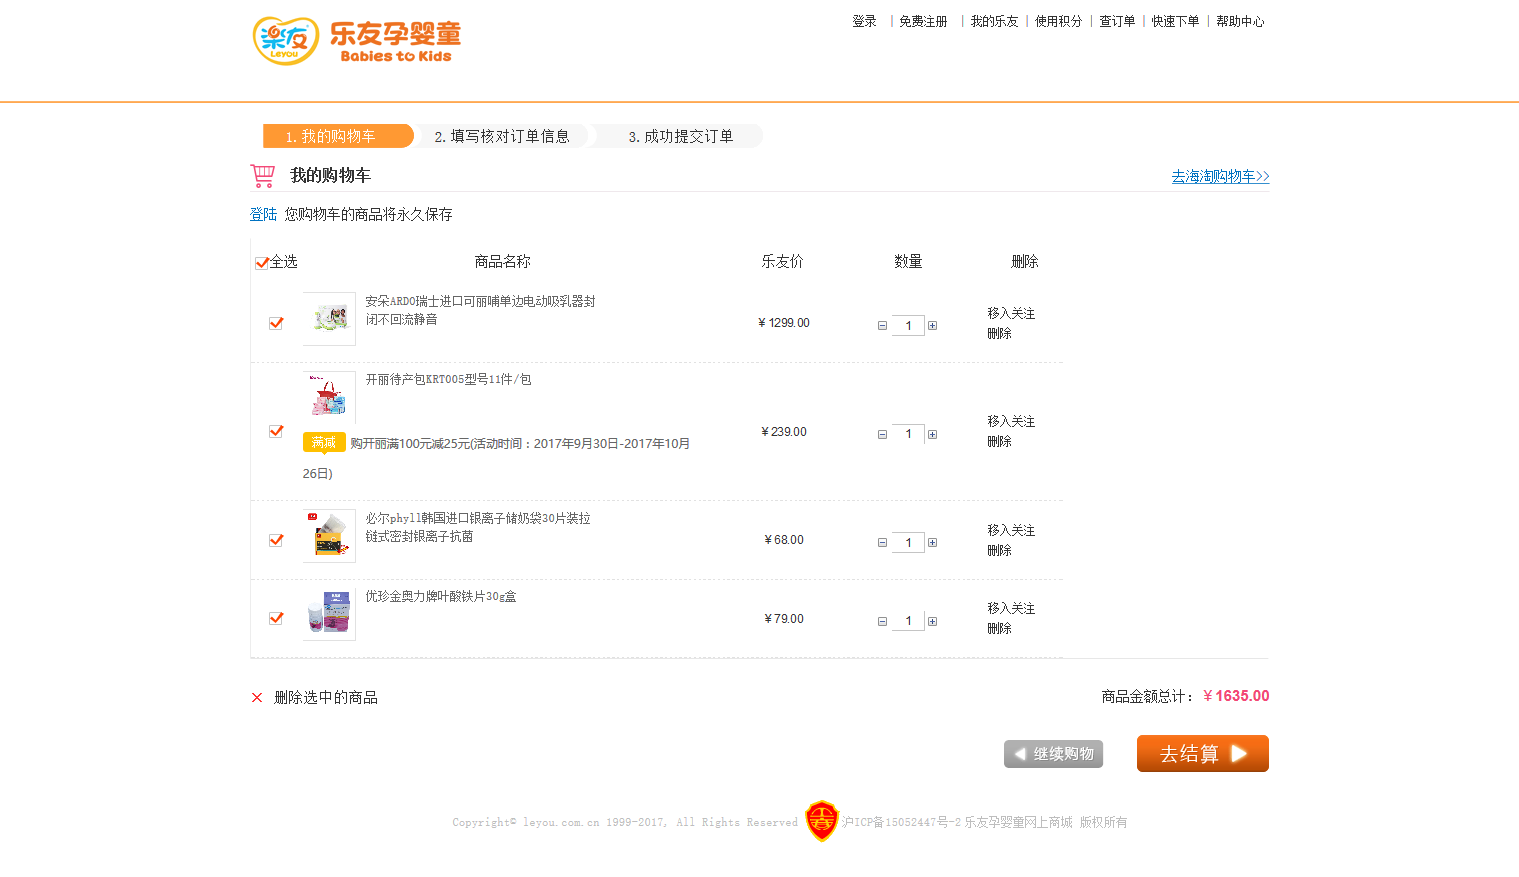 樂友
Leyou
乐友孕婴童
Babies to Kids
登录 | 免费注册 | 我的乐友 | 使用积分 | 查订单 | 快速下单 | 帮助中心
1. 我的购物车 2. 填写核对订单信息 3. 成功提交订单
我的购物车 去海淘购物车>>
登陆 您购物车的商品将永久保存
全选 商品名称 乐友价 数量 删除
安朵ARDO瑞士进口可丽哺单边电动吸乳器封
闭不回流静音
¥ 1299.00 1 移入关注
删除
开丽待产包KRT005型号11件/包
满减 购开丽满100元减25元(活动时间：2017年9月30日-2017年10月
26日)
¥ 239.00 1 移入关注
删除
必尔phyll韩国进口银离子储奶袋30片装拉
链式密封银离子抗菌
¥ 68.00 1 移入关注
删除
优珍金奥力牌叶酸铁片30g盒
¥ 79.00 1 移入关注
删除
× 删除选中的商品 商品金额总计：¥ 1635.00
继续购物 去结算
Copyright© leyou.com.cn 1999-2017, All Rights Reserved 沪ICP备15052447号-2 乐友孕婴童网上商城 版权所有